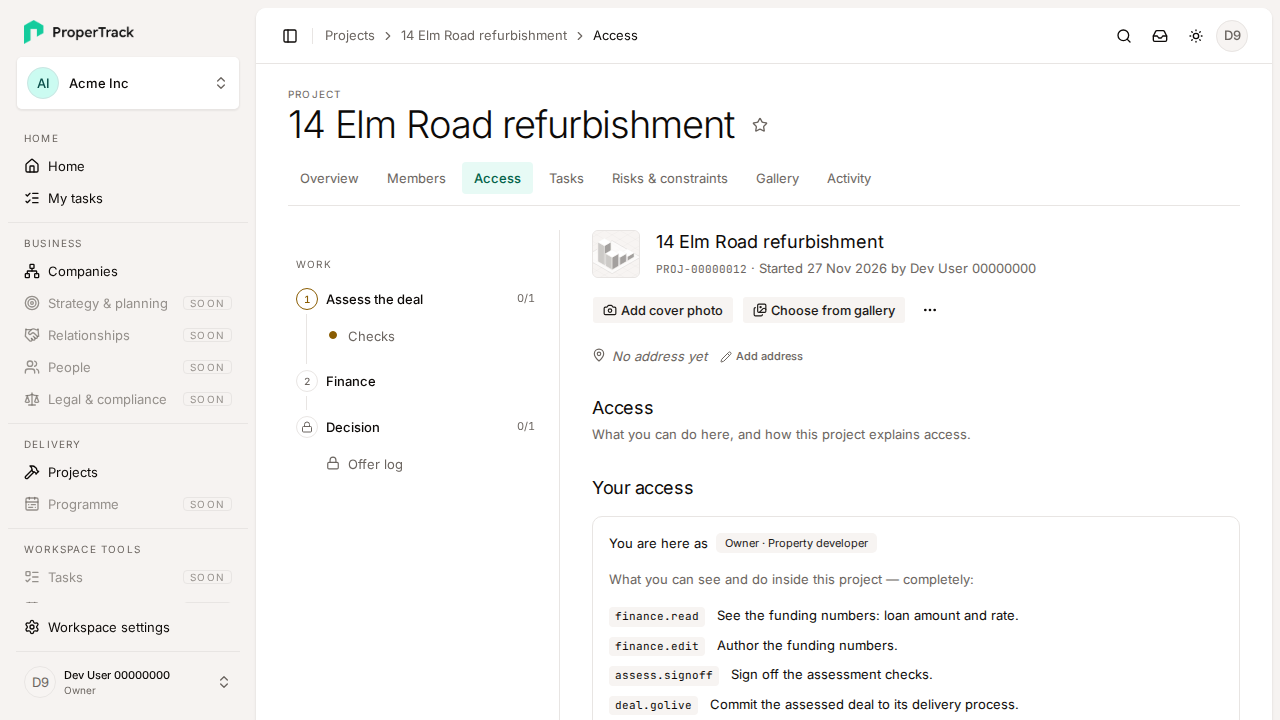 ProperTrack
AI
Acme Inc
HOME
Home
My tasks
BUSINESS
Companies
Strategy & planning SOON
Relationships SOON
People SOON
Legal & compliance SOON
DELIVERY
Projects
Programme SOON
WORKSPACE TOOLS
Tasks SOON
Workspace settings
D9
Dev User 00000000
Owner
Projects > 14 Elm Road refurbishment > Access
D9
PROJECT
14 Elm Road refurbishment
Overview Members Access Tasks Risks & constraints Gallery Activity
WORK
1 Assess the deal 0/1
Checks
2 Finance
Decision 0/1
Offer log
14 Elm Road refurbishment
PROJ-00000012 · Started 27 Nov 2026 by Dev User 00000000
Add cover photo Choose from gallery
No address yet Add address
Access
What you can do here, and how this project explains access.
Your access
You are here as Owner · Property developer
What you can see and do inside this project — completely:
finance.read See the funding numbers: loan amount and rate.
finance.edit Author the funding numbers.
assess.signoff Sign off the assessment checks.
deal.golive Commit the assessed deal to its delivery process.